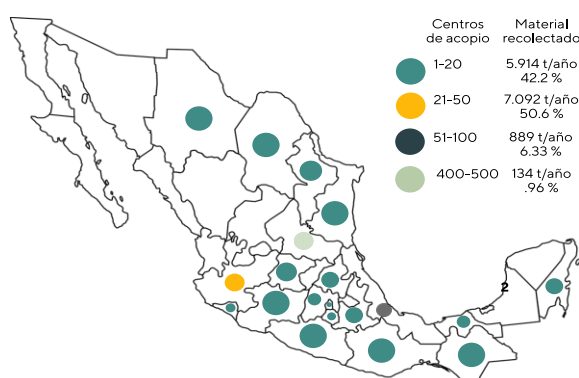 Centros Material
de acopio recolectado
1-20 5.914 t/año
42.2 %
21-50 7.092 t/año
50.6 %
51-100 889 t/año
6.33 %
400-500 134 t/año
.96 %
2